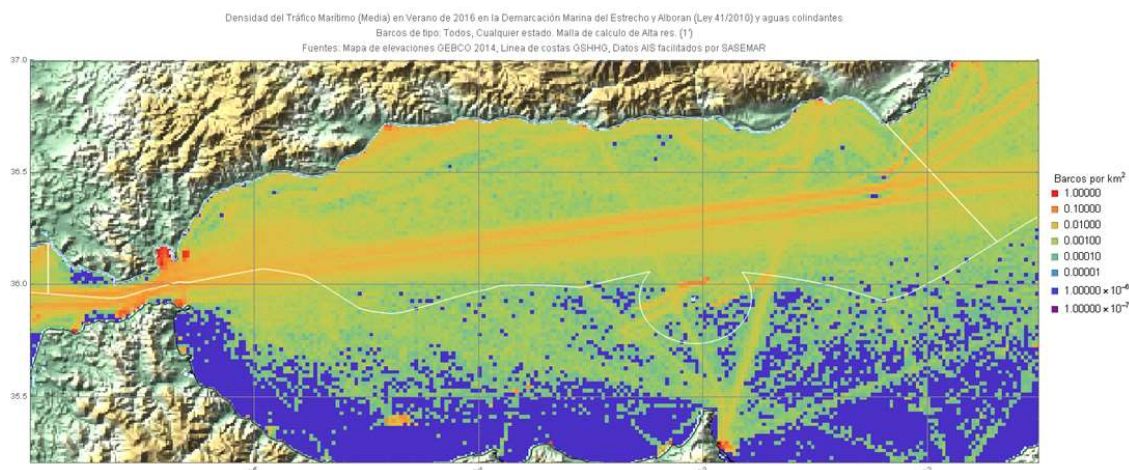 Densidad del Tráfico Marítimo (Media) en Verano de 2016 en la Demarcación Marina del Estrecho y Alboran (Ley 41/2010) y aguas colindantes
Barcos de tipo: Todos, Cualquier estado. Malla de calculo de Alta res. (1')
Fuentes: Mapa de elevaciones GEBCO 2014, Linea de costas GSHHG, Datos AIS facilitados por SASEMAR
37.0
36.5
36.0
35.5
Barcos por km²
1.00000
0.10000
0.01000
0.00100
0.00010
0.00001
1.00000 × 10⁻⁶
1.00000 × 10⁻⁷